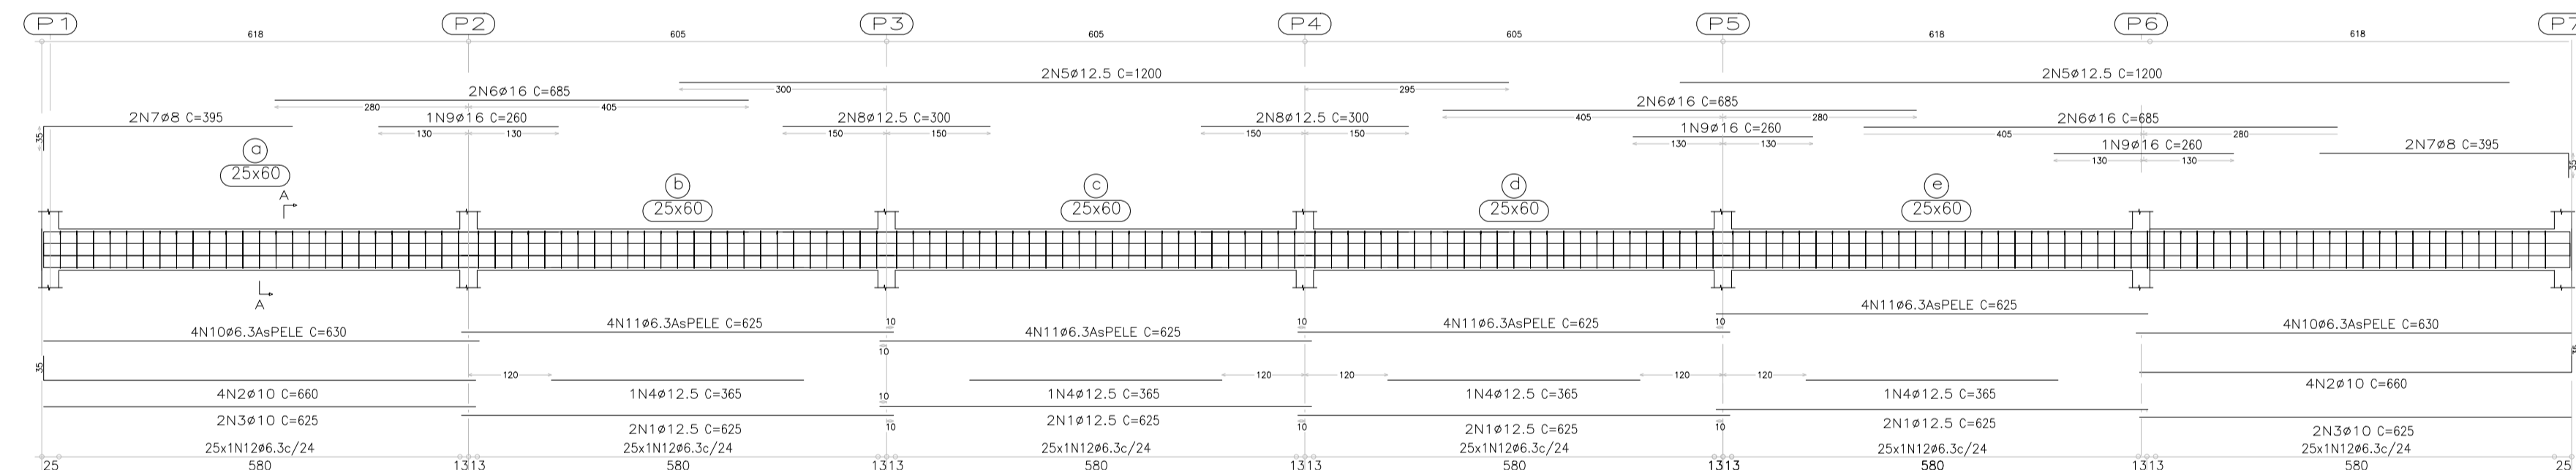 P1 P2 P3 P4 P5 P6 P7
618 605 605 605 618 618
2N5ø12.5 C=1200 2N5ø12.5 C=1200
300 295
2N6ø16 C=685 2N6ø16 C=685
280 405 405 280
2N7ø8 C=395 1N9ø16 C=260 2N8ø12.5 C=300 2N8ø12.5 C=300 1N9ø16 C=260 2N6ø16 C=685
35 130 130 150 150 150 150 130 130 405 280
1N9ø16 C=260 2N7ø8 C=395
130 130 35
a
25x60
A
b c d e
25x60 25x60 25x60 25x60
A
4N11ø6.3AsPELE C=625
4N10ø6.3AsPELE C=630 4N11ø6.3AsPELE C=625 10 4N11ø6.3AsPELE C=625 10 4N11ø6.3AsPELE C=625 10 4N10ø6.3AsPELE C=630
10
35 120 120 120 120 120 35
4N2ø10 C=660 1N4ø12.5 C=365 1N4ø12.5 C=365 1N4ø12.5 C=365 1N4ø12.5 C=365 4N2ø10 C=660
10
2N3ø10 C=625 2N1ø12.5 C=625 10 2N1ø12.5 C=625 10 2N1ø12.5 C=625 10 2N1ø12.5 C=625 2N3ø10 C=625
25x1N12ø6.3c/24 25x1N12ø6.3c/24 25x1N12ø6.3c/24 25x1N12ø6.3c/24 25x1N12ø6.3c/24 25x1N12ø6.3c/24
25 580 1313 580 1313 580 1313 580 1313 580 1313 580 25